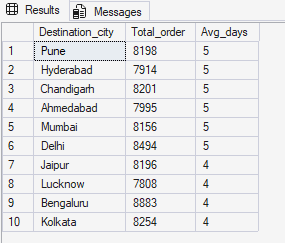 Results Messages
Destination_city Total_order Avg_days
1 Pune 8198 5
2 Hyderabad 7914 5
3 Chandigarh 8201 5
4 Ahmedabad 7995 5
5 Mumbai 8156 5
6 Delhi 8494 5
7 Jaipur 8196 4
8 Lucknow 7808 4
9 Bengaluru 8883 4
10 Kolkata 8254 4